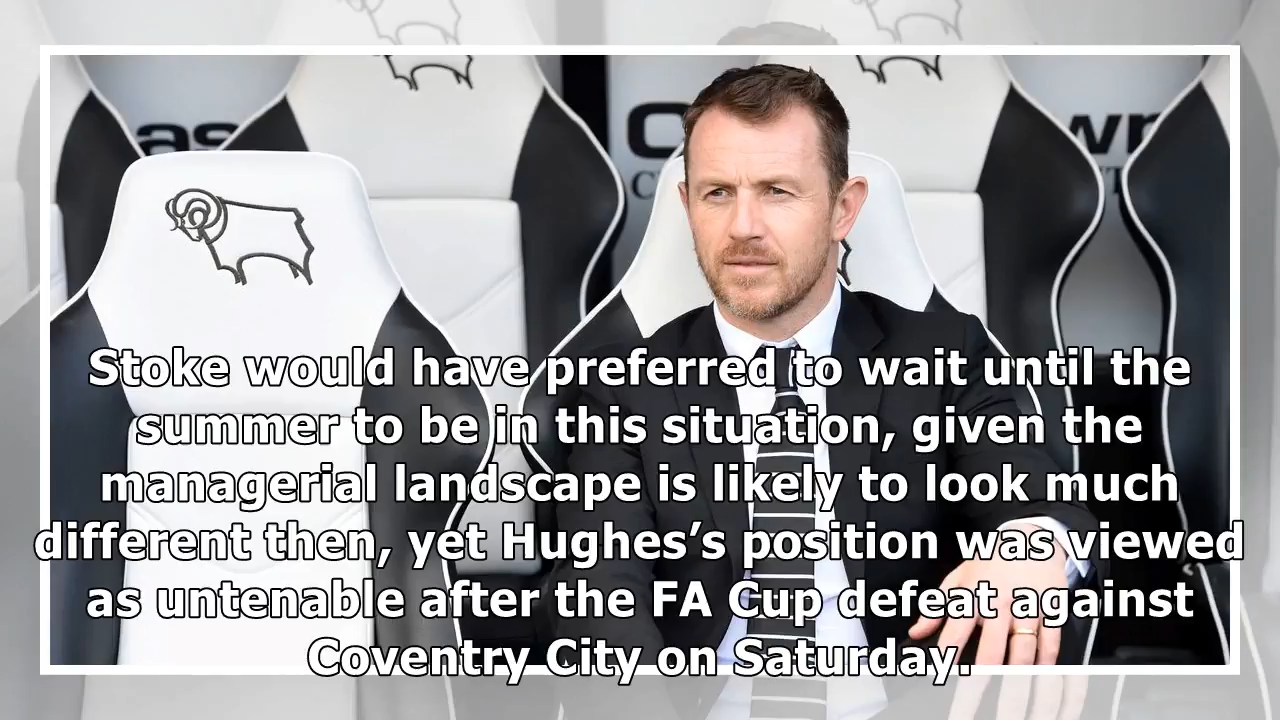 as
C
wn
C
Stoke would have preferred to wait until the
summer to be in this situation, given the
managerial landscape is likely to look much
different then, yet Hughes’s position was viewed
as untenable after the FA Cup defeat against
Coventry City on Saturday.